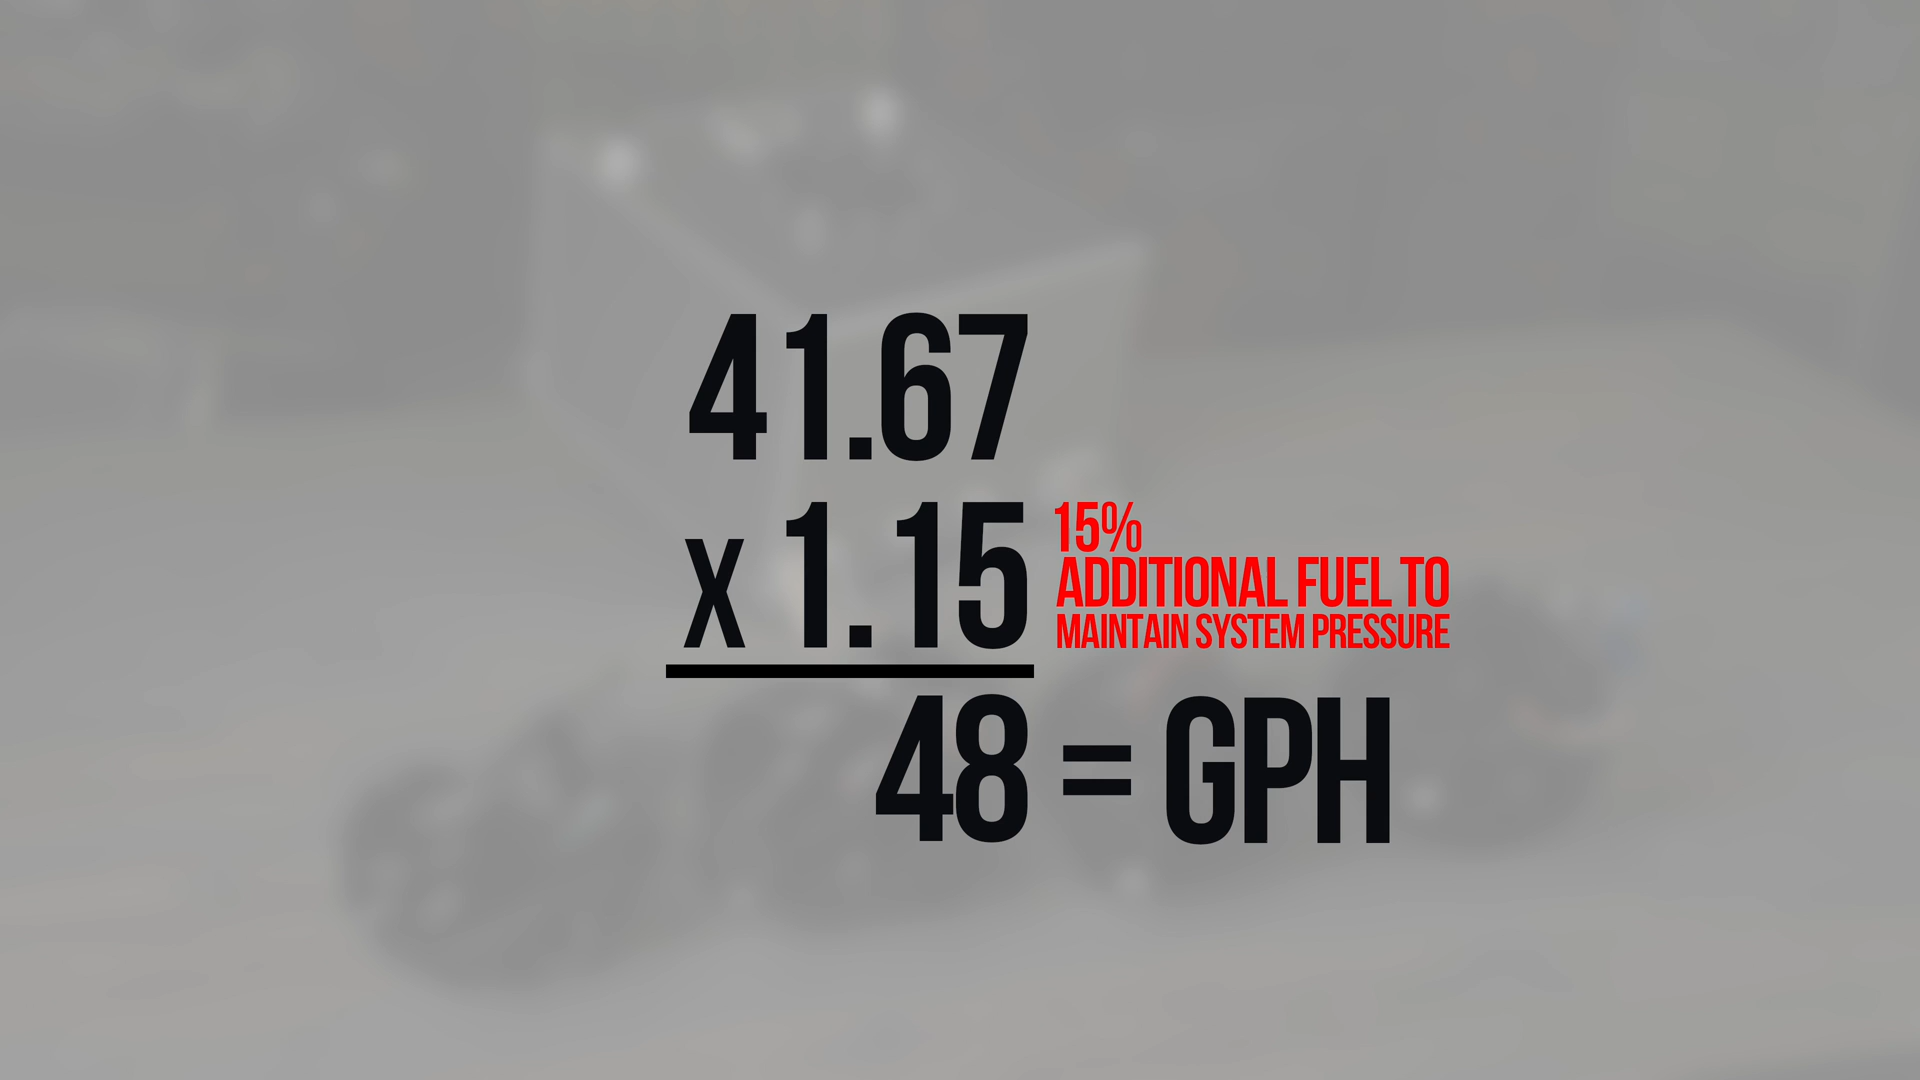 41.67
x 1.15
15%
ADDITIONAL FUEL TO
MAINTAIN SYSTEM PRESSURE
48 = GPH